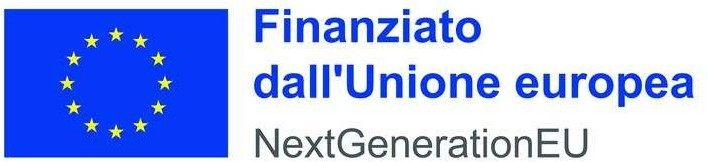 Finanziato
dall'Unione europea
NextGenerationEU